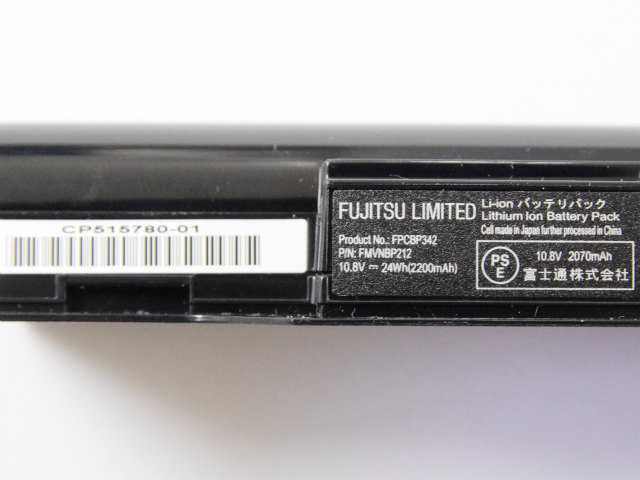 CP515780-01
FUJITSU LIMITED
Li-ion バッテリパック
Lithium Ion Battery Pack
Cell made in Japan further processed in China
Product No.: FPCBP342
P/N: FMVNBP212
10.8V ⎓ 24Wh(2200mAh)
PS
E
10.8V 2070mAh
富士通株式会社